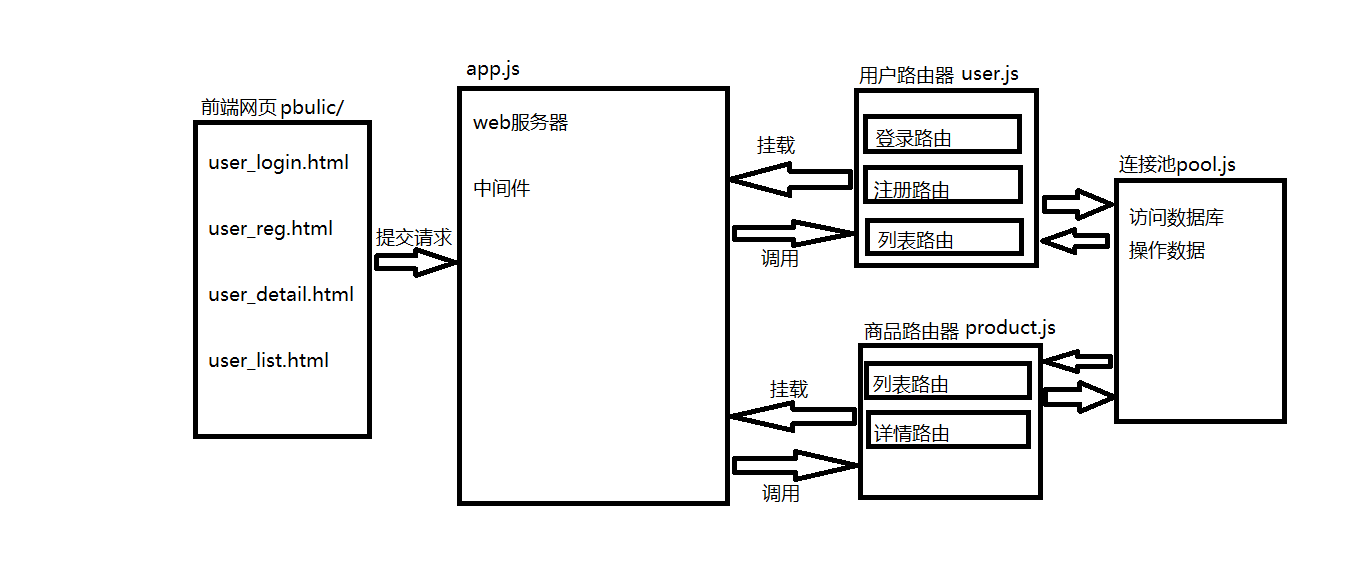 前端网页 pbulic/
user_login.html
user_reg.html
user_detail.html
user_list.html
提交请求
app.js
web服务器
中间件
挂载
调用
挂载
调用
用户路由器 user.js
登录路由
注册路由
列表路由
商品路由器 product.js
列表路由
详情路由
连接池pool.js
访问数据库
操作数据